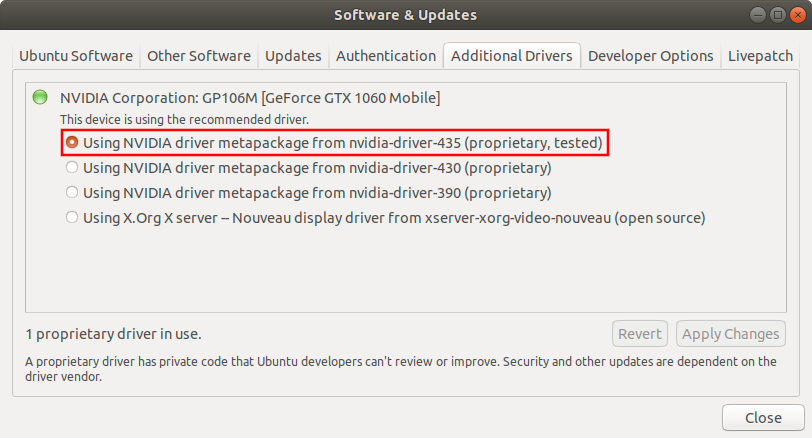 Software & Updates
Ubuntu Software
Other Software
Updates
Authentication
Additional Drivers
Developer Options
Livepatch
NVIDIA Corporation: GP106M [GeForce GTX 1060 Mobile]
This device is using the recommended driver.
Using NVIDIA driver metapackage from nvidia-driver-435 (proprietary, tested)
Using NVIDIA driver metapackage from nvidia-driver-430 (proprietary)
Using NVIDIA driver metapackage from nvidia-driver-390 (proprietary)
Using X.Org X server -- Nouveau display driver from xserver-xorg-video-nouveau (open source)
1 proprietary driver in use.
Revert
Apply Changes
A proprietary driver has private code that Ubuntu developers can't review or improve. Security and other updates are dependent on the
driver vendor.
Close